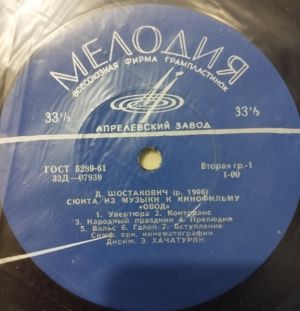 МЕЛОДИЯ
ВСЕСОЮЗНАЯ ФИРМА ГРАМПЛАСТИНОК
33⅓ 33⅓
АПРЕЛЕВСКИЙ ЗАВОД
ГОСТ 5289-61 Вторая гр.-1
33Д—07939 1-00
Д. ШОСТАКОВИЧ (р. 1906)
СЮИТА ИЗ МУЗЫКИ К КИНОФИЛЬМУ
«ОВОД»
1. Увертюра 2. Контрданс
3. Народный праздник 4. Прелюдия
5. Вальс 6. Галоп 7. Вступление
Симф. орк. кинематографии
Дириж. Э. ХАЧАТУРЯН